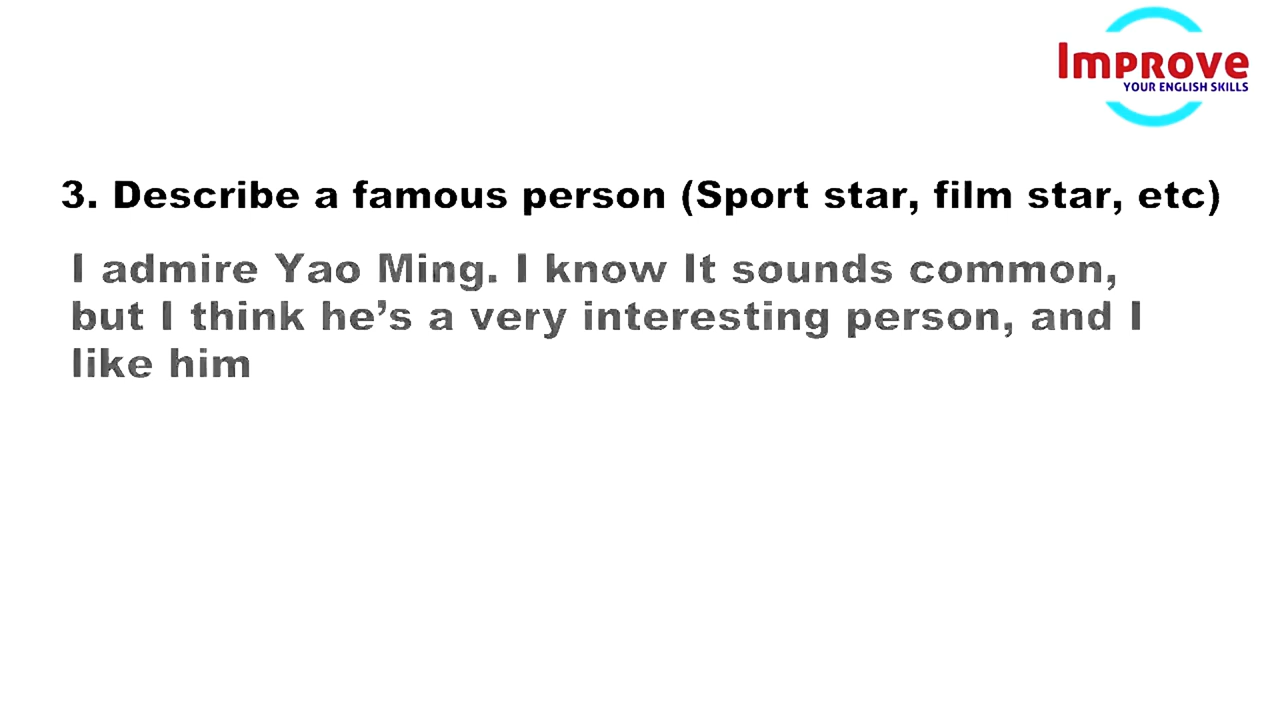 Improve
YOUR ENGLISH SKILLS
3. Describe a famous person (Sport star, film star, etc)
I admire Yao Ming. I know It sounds common,
but I think he’s a very interesting person, and I
like him